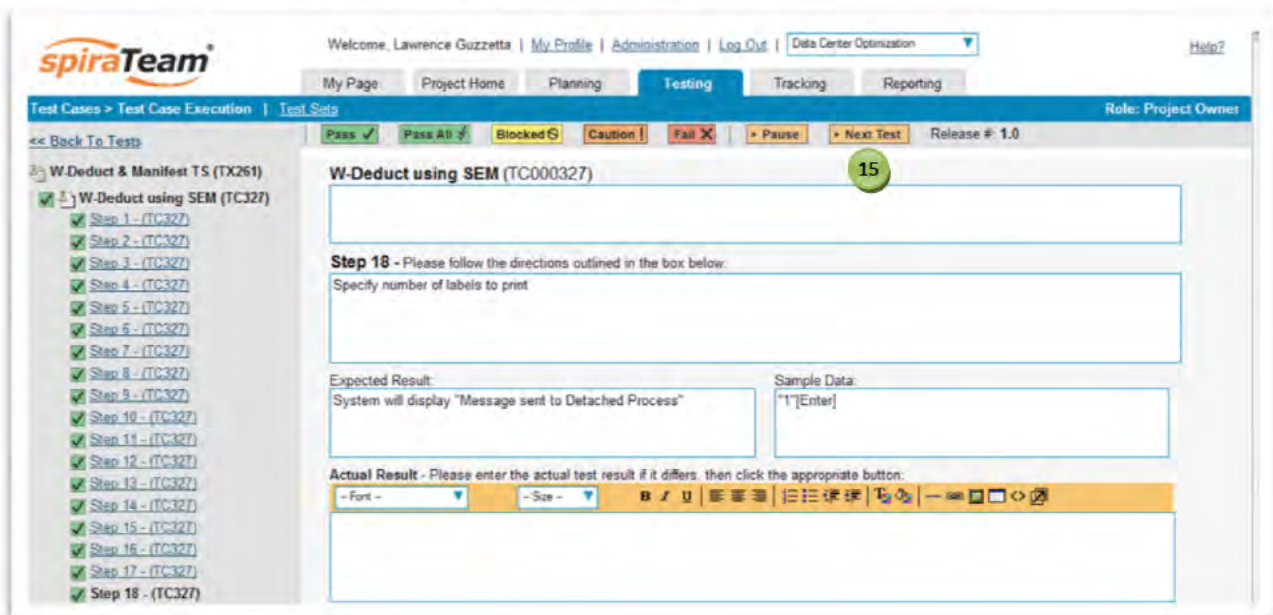 spiraTeam®
Welcome, Lawrence Guzzetta | My Profile | Administration | Log Out | Data Center Optimization
Help?
My Page Project Home Planning Testing Tracking Reporting
Test Cases > Test Case Execution | Test Sets
Role: Project Owner
<< Back To Tests
Pass Pass All Blocked Caution ! Fail X | ▸ Pause ▸ Next Test Release #: 1.0
15
W-Deduct & Manifest TS (TX261)
W-Deduct using SEM (TC327)
Step 1 - (TC327)
Step 2 - (TC327)
Step 3 - (TC327)
Step 4 - (TC327)
Step 5 - (TC327)
Step 6 - (TC327)
Step 7 - (TC327)
Step 8 - (TC327)
Step 9 - (TC327)
Step 10 - (TC327)
Step 11 - (TC327)
Step 12 - (TC327)
Step 13 - (TC327)
Step 14 - (TC327)
Step 15 - (TC327)
Step 16 - (TC327)
Step 17 - (TC327)
Step 18 - (TC327)
W-Deduct using SEM (TC000327)
Step 18 - Please follow the directions outlined in the box below:
Specify number of labels to print
Expected Result:
System will display "Message sent to Detached Process"
Sample Data:
"1"[Enter]
Actual Result - Please enter the actual test result if it differs, then click the appropriate button:
- Font - - Size - B I U